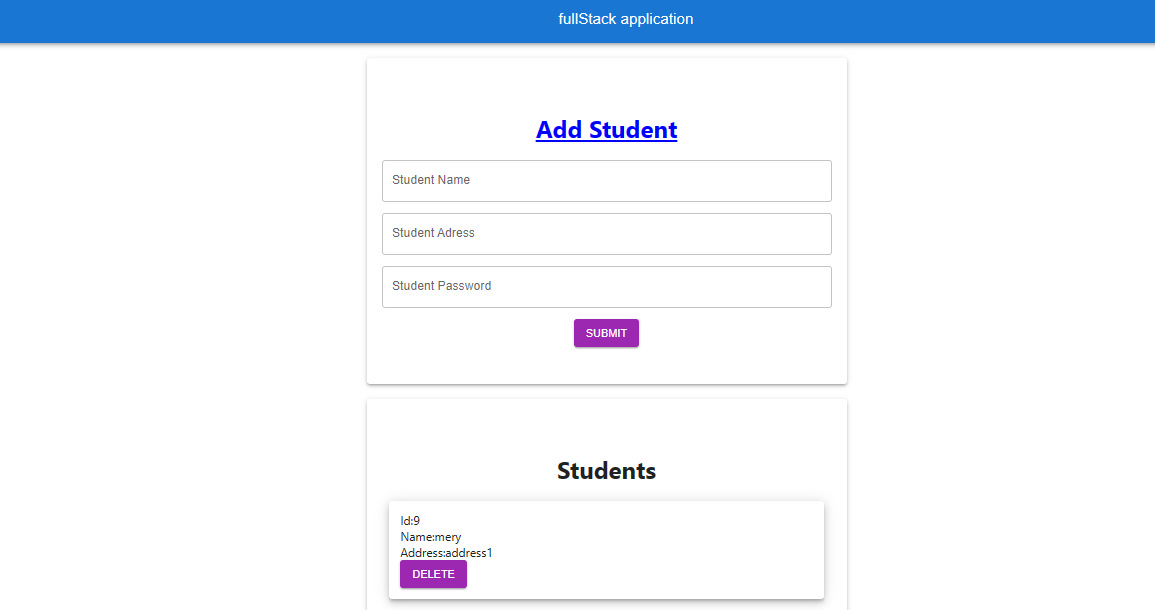 fullStack application
Add Student
Student Name
Student Adress
Student Password
SUBMIT
Students
Id:9
Name:mery
Address:address1
DELETE